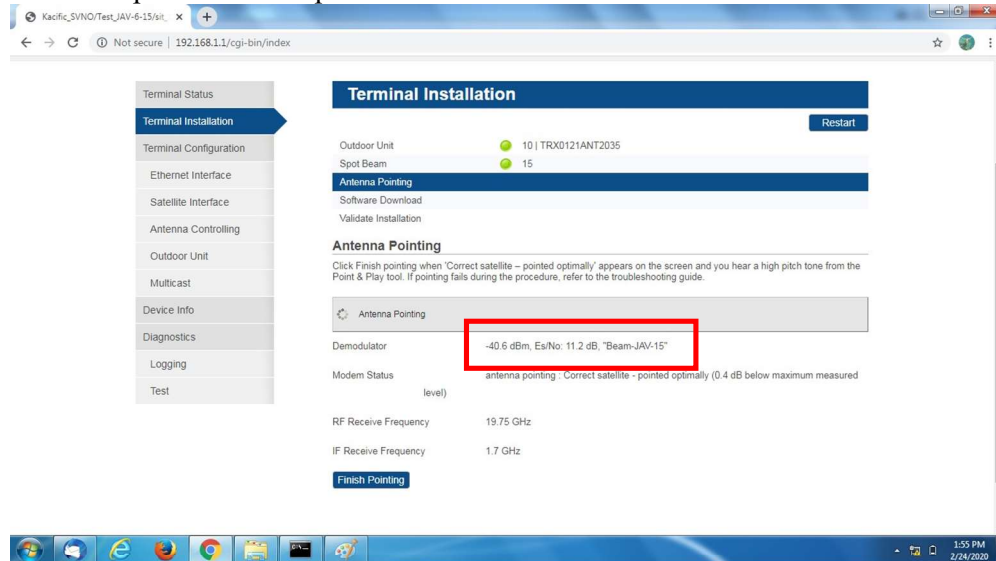 Kacific_SVNO/Test_JAV-6-15/sit_
Not secure | 192.168.1.1/cgi-bin/index
Terminal Status
Terminal Installation
Terminal Configuration
Ethernet Interface
Satellite Interface
Antenna Controlling
Outdoor Unit
Multicast
Device Info
Diagnostics
Logging
Test
Terminal Installation
Restart
Outdoor Unit 10 | TRX0121ANT2035
Spot Beam 15
Antenna Pointing
Software Download
Validate Installation
Antenna Pointing
Click Finish pointing when 'Correct satellite – pointed optimally' appears on the screen and you hear a high pitch tone from the
Point & Play tool. If pointing fails during the procedure, refer to the troubleshooting guide.
Antenna Pointing
Demodulator -40.6 dBm, Es/No: 11.2 dB, "Beam-JAV-15"
Modem Status antenna pointing : Correct satellite - pointed optimally (0.4 dB below maximum measured
level)
RF Receive Frequency 19.75 GHz
IF Receive Frequency 1.7 GHz
Finish Pointing
1:55 PM
2/24/2020